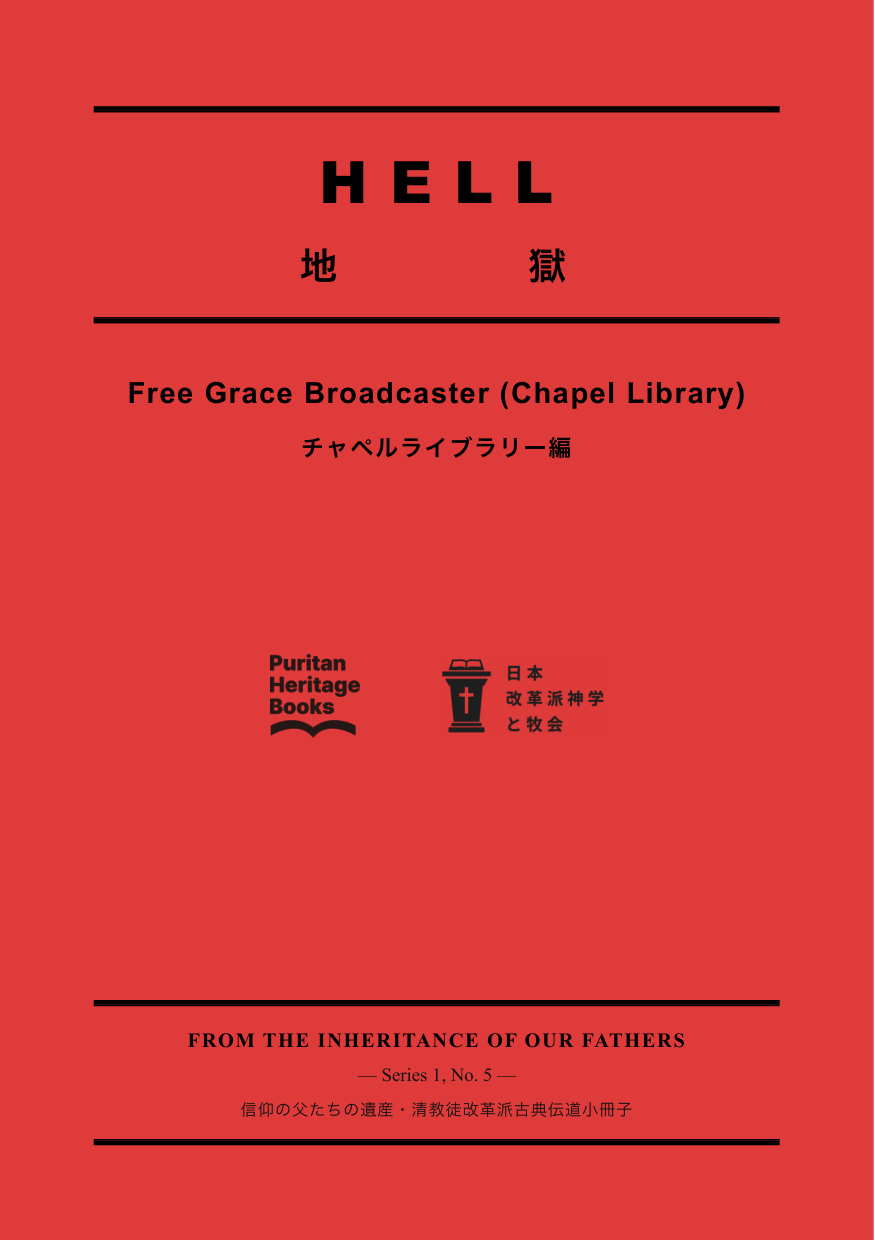 HELL
地獄
Free Grace Broadcaster (Chapel Library)
チャペルライブラリー編
Puritan
Heritage
Books
日本
改革派神学
と牧会
FROM THE INHERITANCE OF OUR FATHERS
— Series 1, No. 5 —
信仰の父たちの遺産・清教徒改革派古典伝道小冊子